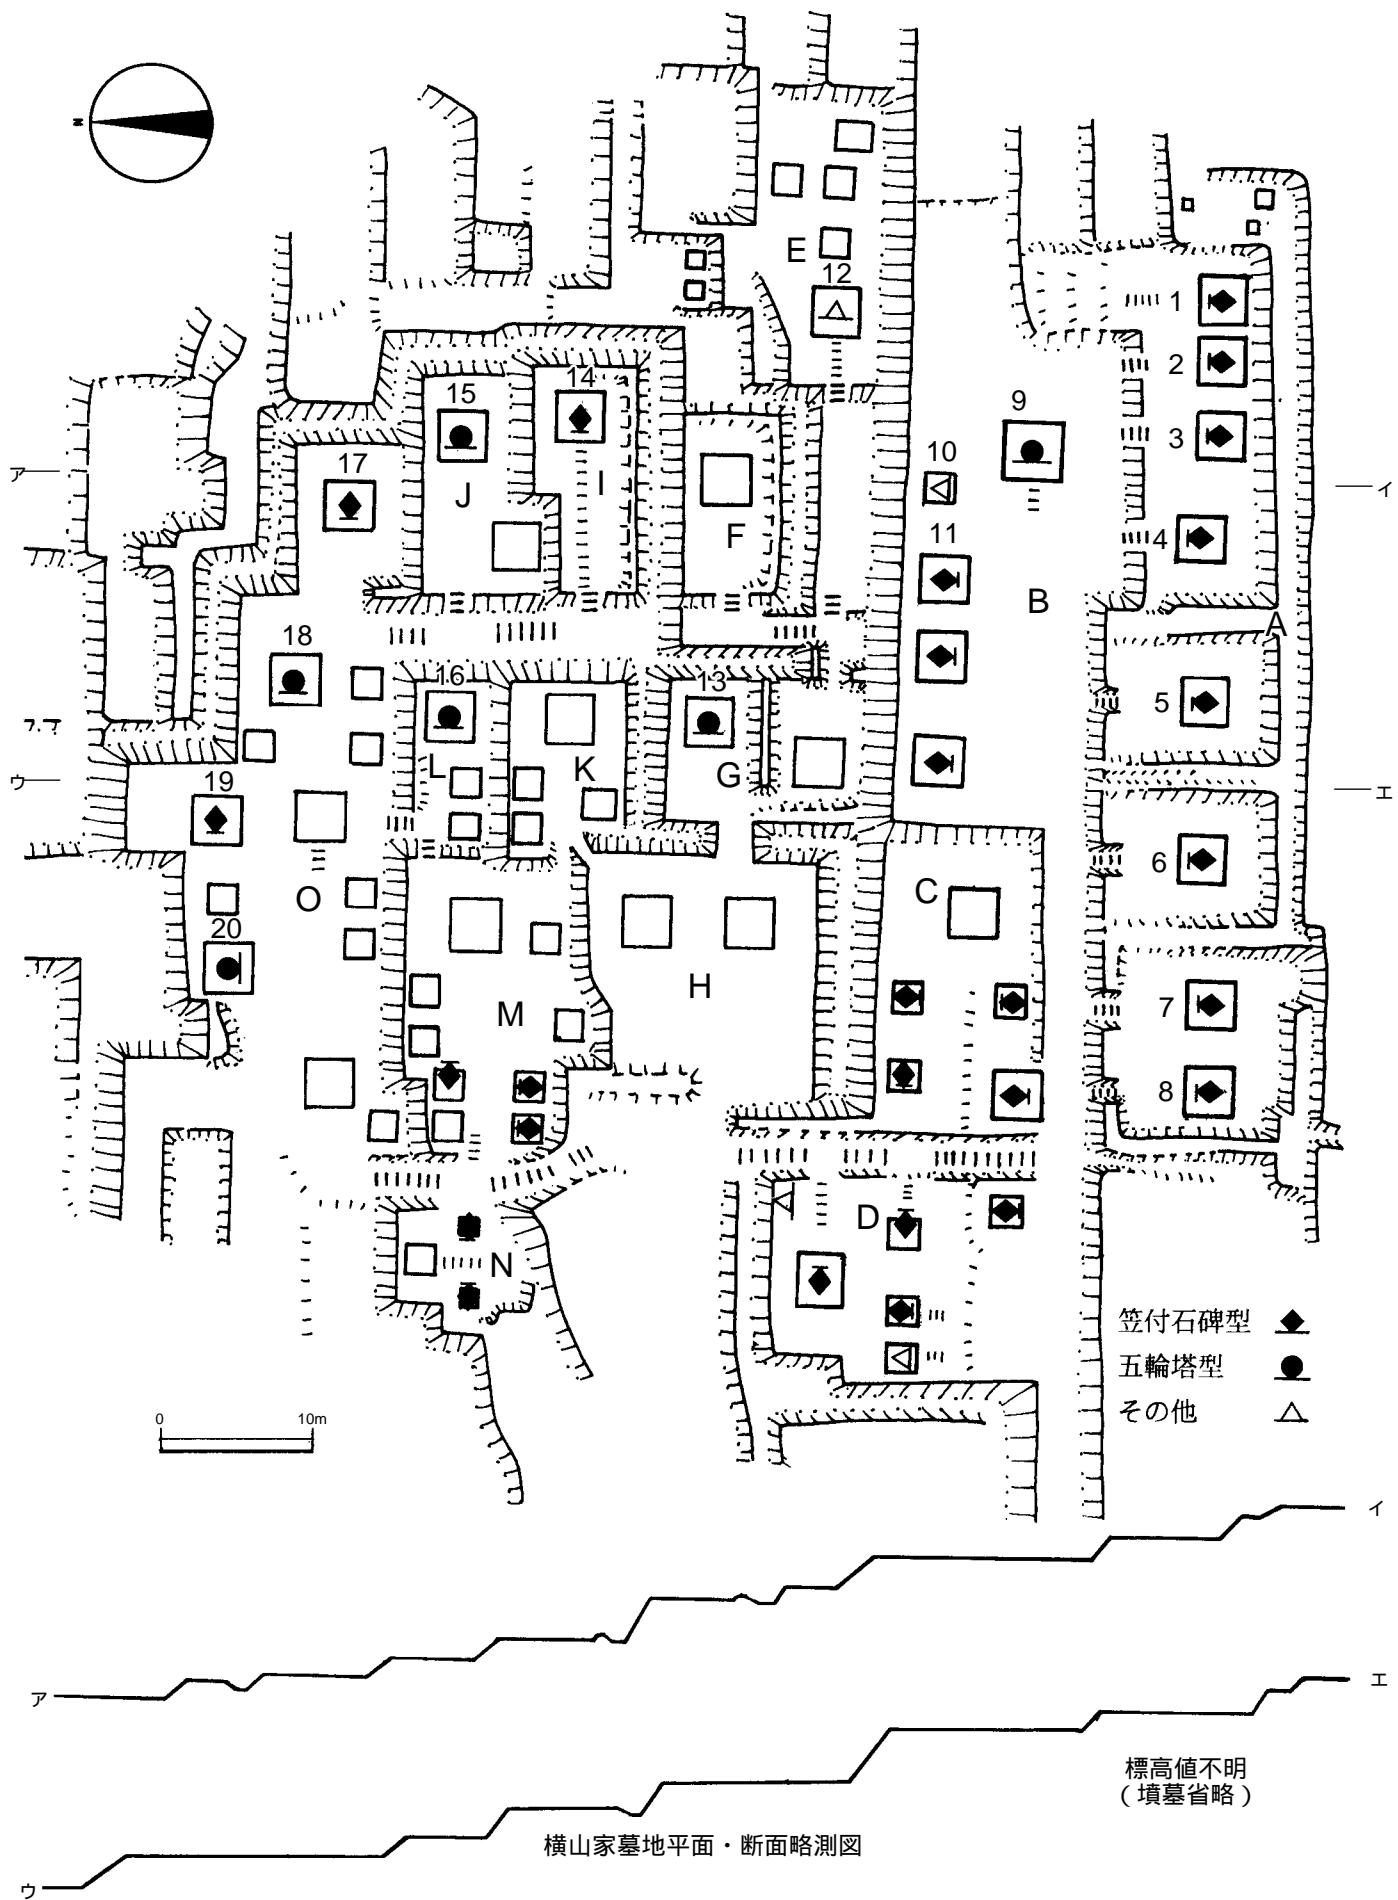 N
E
12
1
2
15
14
9
3
ア
イ
17
10
J
I
F
11
4
B
A
18
16
13
5
ウ
エ
L
K
G
19
6
C
O
20
H
M
7
8
D
N
笠付石碑型
五輪塔型
その他
0 10m
イ
ア
エ
標高値不明
(墳墓省略)
横山家墓地平面・断面略測図
ウ